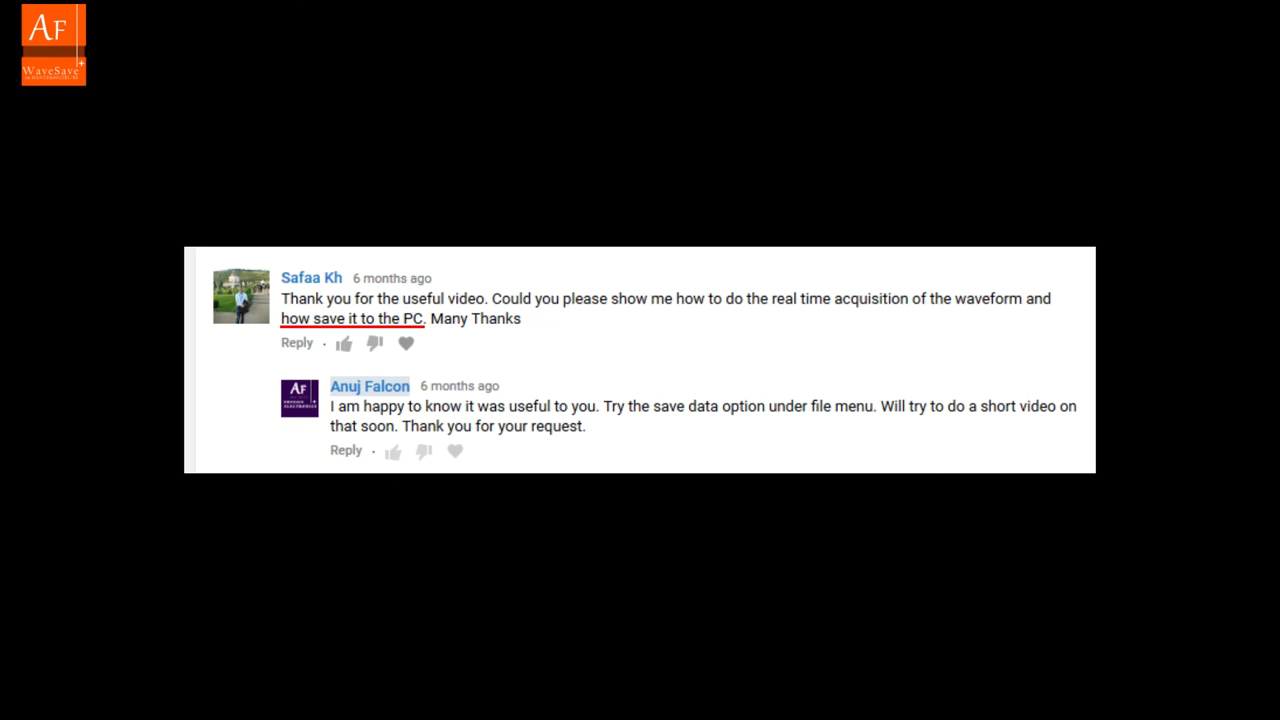 AF
WaveSave
Safaa Kh 6 months ago
Thank you for the useful video. Could you please show me how to do the real time acquisition of the waveform and
how save it to the PC. Many Thanks
Reply ·
AF
Anuj Falcon 6 months ago
I am happy to know it was useful to you. Try the save data option under file menu. Will try to do a short video on
that soon. Thank you for your request.
Reply ·